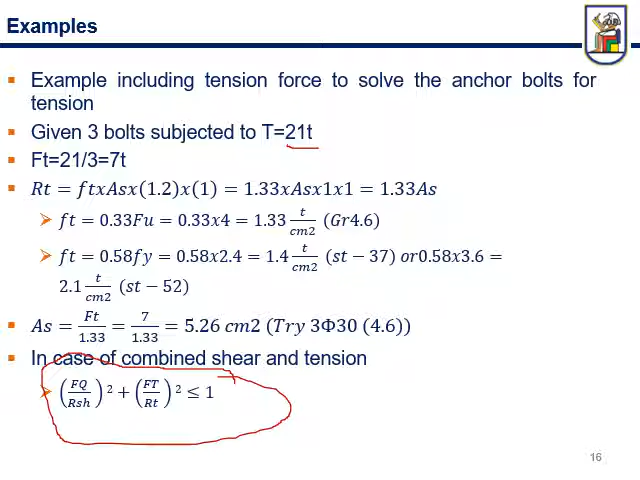 Examples
Example including tension force to solve the anchor bolts for
tension
Given 3 bolts subjected to T=21t
Ft=21/3=7t
Rt = ftxAsx(1.2)x(1) = 1.33xAsx1x1 = 1.33As
ft = 0.33Fu = 0.33x4 = 1.33 t/cm2 (Gr4.6)
ft = 0.58fy = 0.58x2.4 = 1.4 t/cm2 (st − 37) or0.58x3.6 =
2.1 t/cm2 (st − 52)
As = Ft/1.33 = 7/1.33 = 5.26 cm2 (Try 3Φ30 (4.6))
In case of combined shear and tension
(FQ/Rsh)2 + (FT/Rt)2 ≤ 1
16